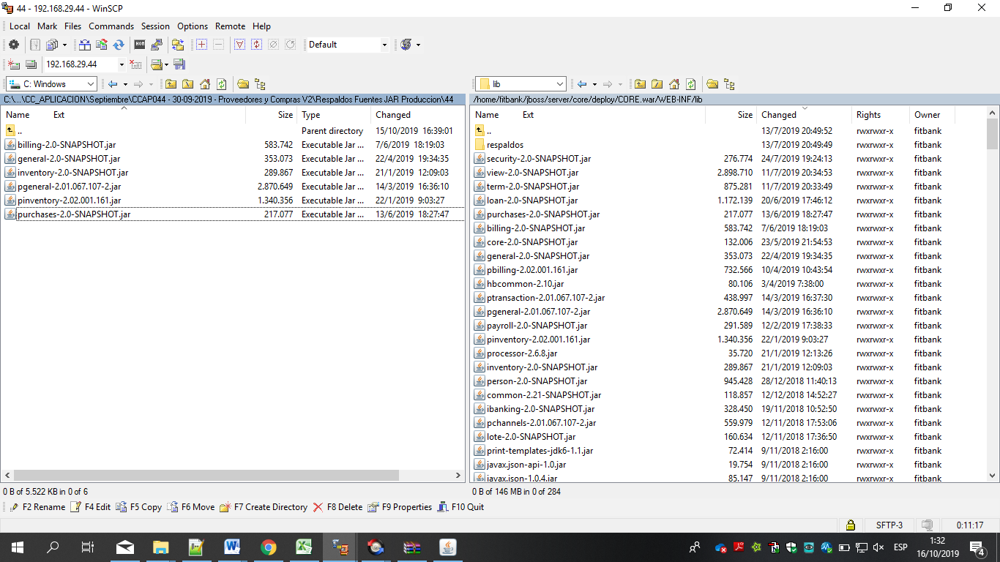 44 - 192.168.29.44 - WinSCP
Local Mark Files Commands Session Options Remote Help
Default
192.168.29.44
C: Windows
lib
C:\...\CC_APLICACION\Septiembre\CCAP044 - 30-09-2019 - Proveedores y Compras V2\Respaldos Fuentes JAR Produccion\44
/home/fitbank/jboss/server/core/deploy/CORE.war/WEB-INF/lib
Name Ext Size Type Changed
.. Parent directory 15/10/2019 16:39:01
billing-2.0-SNAPSHOT.jar 583.742 Executable Jar ... 7/6/2019 18:19:03
general-2.0-SNAPSHOT.jar 353.073 Executable Jar ... 22/4/2019 19:34:35
inventory-2.0-SNAPSHOT.jar 289.867 Executable Jar ... 21/1/2019 12:09:03
pgeneral-2.01.067.107-2.jar 2.870.649 Executable Jar ... 14/3/2019 16:36:10
pinventory-2.02.001.161.jar 1.340.356 Executable Jar ... 22/1/2019 9:03:27
purchases-2.0-SNAPSHOT.jar 217.077 Executable Jar ... 13/6/2019 18:27:47
Name Ext Size Changed Rights Owner
.. 13/7/2019 20:49:52 rwxrwxr-x fitbank
respaldos 13/7/2019 20:49:49 rwxrwxr-x fitbank
security-2.0-SNAPSHOT.jar 276.774 24/7/2019 19:24:13 rwxrwxr-x fitbank
view-2.0-SNAPSHOT.jar 2.898.710 11/7/2019 20:34:53 rwxrwxr-x fitbank
term-2.0-SNAPSHOT.jar 875.281 11/7/2019 20:33:49 rwxrwxr-x fitbank
loan-2.0-SNAPSHOT.jar 1.172.139 20/6/2019 17:46:12 rwxrwxr-x fitbank
purchases-2.0-SNAPSHOT.jar 217.077 13/6/2019 18:27:47 rwxrwxr-x fitbank
billing-2.0-SNAPSHOT.jar 583.742 7/6/2019 18:19:03 rwxrwxr-x fitbank
core-2.0-SNAPSHOT.jar 132.006 23/5/2019 21:54:53 rwxrwxr-x fitbank
general-2.0-SNAPSHOT.jar 353.073 22/4/2019 19:34:35 rwxrwxr-x fitbank
pbilling-2.02.001.161.jar 732.566 10/4/2019 10:43:54 rwxrwxr-x fitbank
hbcommon-2.10.jar 80.106 3/4/2019 7:38:00 rwxrwxr-x fitbank
ptransaction-2.01.067.107-2.jar 438.997 14/3/2019 16:37:30 rwxrwxr-x fitbank
pgeneral-2.01.067.107-2.jar 2.870.649 14/3/2019 16:36:10 rwxrwxr-x fitbank
payroll-2.0-SNAPSHOT.jar 291.589 12/2/2019 17:38:33 rwxrwxr-x fitbank
pinventory-2.02.001.161.jar 1.340.356 22/1/2019 9:03:27 rwxrwxr-x fitbank
processor-2.6.8.jar 35.720 21/1/2019 12:13:26 rwxrwxr-x fitbank
inventory-2.0-SNAPSHOT.jar 289.867 21/1/2019 12:09:03 rwxrwxr-x fitbank
person-2.0-SNAPSHOT.jar 945.428 28/12/2018 11:40:13 rwxrwxr-x fitbank
common-2.21-SNAPSHOT.jar 118.857 12/12/2018 14:52:27 rwxrwxr-x fitbank
ibanking-2.0-SNAPSHOT.jar 328.450 19/11/2018 10:52:50 rwxrwxr-x fitbank
pchannels-2.01.067.107-2.jar 559.979 12/11/2018 17:53:06 rwxrwxr-x fitbank
lote-2.0-SNAPSHOT.jar 160.634 12/11/2018 17:36:50 rwxrwxr-x fitbank
print-templates-jdk6-1.1.jar 72.414 9/11/2018 2:16:00 rwxrwxr-x fitbank
javax.json-api-1.0.jar 19.754 9/11/2018 2:16:00 rwxrwxr-x fitbank
javax.json-1.0.4.jar 85.147 9/11/2018 2:16:00 rwxrwxr-x fitbank
0 B of 5.522 KB in 0 of 6
0 B of 146 MB in 0 of 284
F2 Rename F4 Edit F5 Copy F6 Move F7 Create Directory F8 Delete F9 Properties F10 Quit
SFTP-3 0:11:17
ESP
1:32
16/10/2019
4